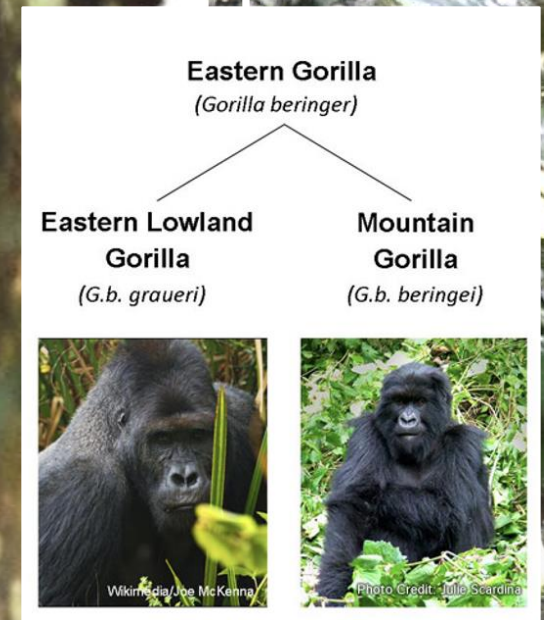 Eastern Gorilla
(Gorilla beringer)
Eastern Lowland
Gorilla
(G.b. graueri)
Mountain
Gorilla
(G.b. beringei)
Wikimedia/Joe McKenna
Photo Credit: Julie Scardina